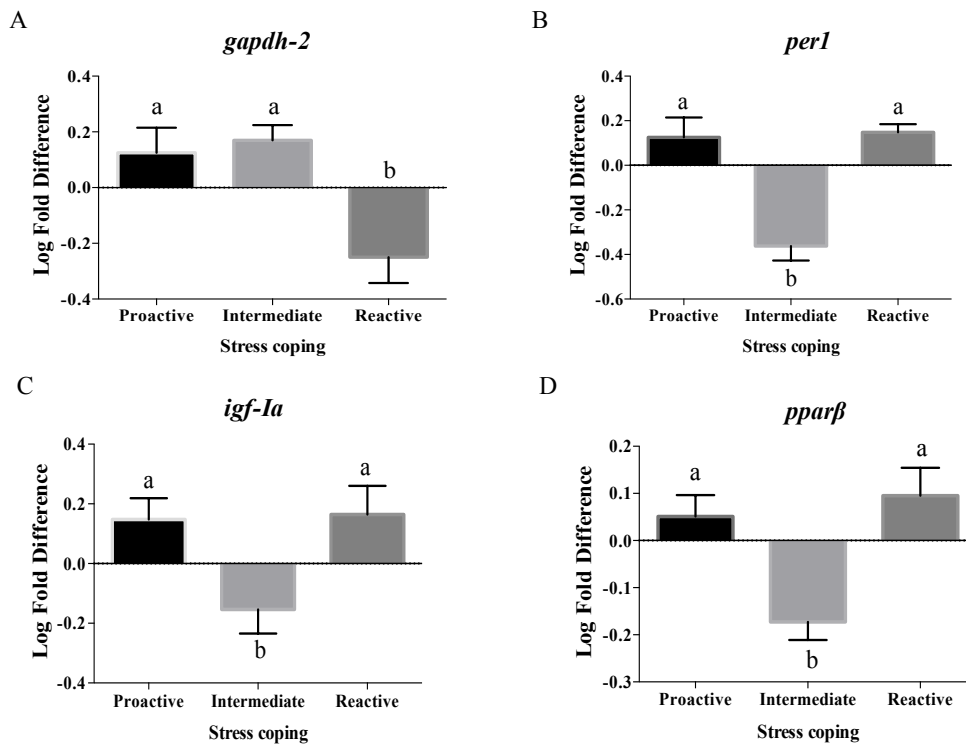 A
gapdh-2
0.4
0.2
0.0
-0.2
-0.4
Log Fold Difference
a
a
b
Proactive Intermediate Reactive
Stress coping
B
per1
0.4
0.2
0.0
-0.2
-0.4
-0.6
Log Fold Difference
a
a
b
Proactive Intermediate Reactive
Stress coping
C
igf-Ia
0.4
0.2
0.0
-0.2
-0.4
Log Fold Difference
a
a
b
Proactive Intermediate Reactive
Stress coping
D
pparβ
0.2
0.1
0.0
-0.1
-0.2
-0.3
Log Fold Difference
a
a
b
Proactive Intermediate Reactive
Stress coping